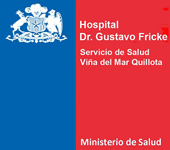 Hospital
Dr. Gustavo Fricke
Servicio de Salud
Viña del Mar Quillota
Ministerio de Salud